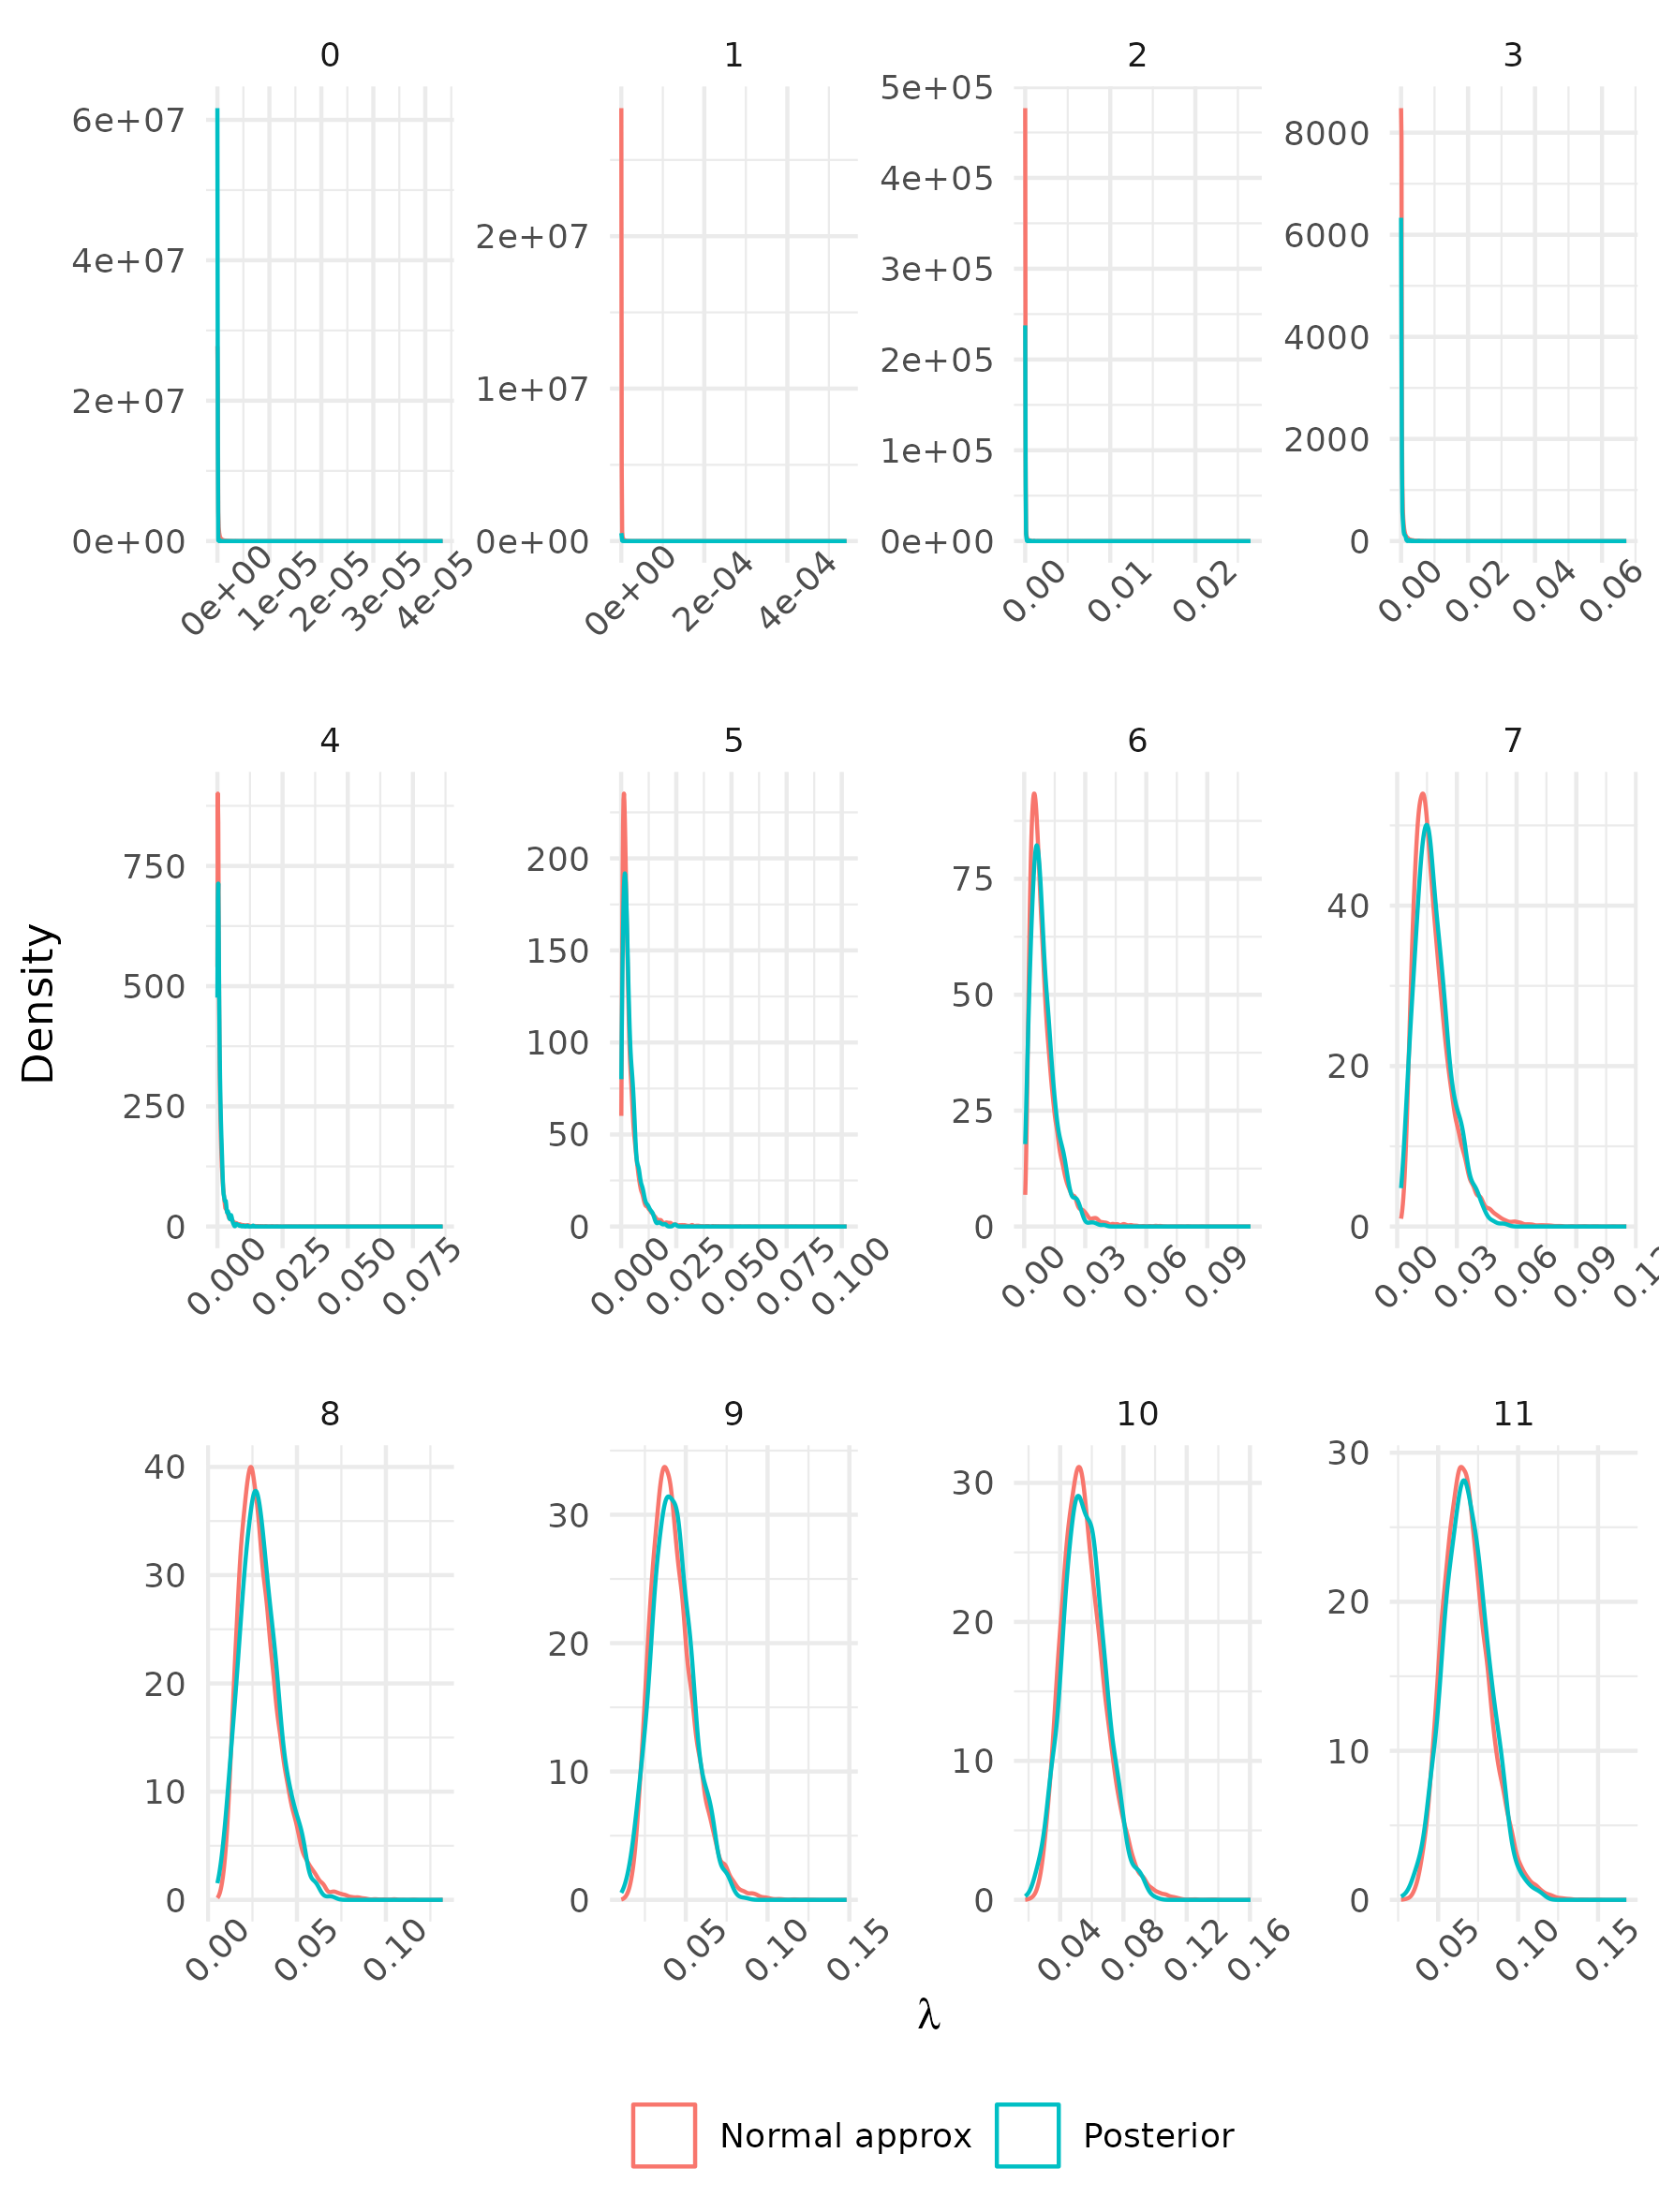 0 1 2 3
6e+07 4e+07 2e+07 0e+00
2e+07 1e+07 0e+00
5e+05 4e+05 3e+05 2e+05 1e+05 0e+00
8000 6000 4000 2000 0
0e+00 1e-05 2e-05 3e-05 4e-05
0e+00 2e-04 4e-04
0.00 0.01 0.02
0.00 0.02 0.04 0.06
4 5 6 7
750 500 250 0
200 150 100 50 0
75 50 25 0
40 20 0
0.000 0.025 0.050 0.075
0.000 0.025 0.050 0.075 0.100
0.00 0.03 0.06 0.09
0.00 0.03 0.06 0.09
Density
8 9 10 11
40 30 20 10 0
30 20 10 0
30 20 10 0
30 20 10 0
0.00 0.05 0.10
0.05 0.10 0.15
0.04 0.08 0.12 0.16
0.05 0.10 0.15
λ
Normal approx Posterior